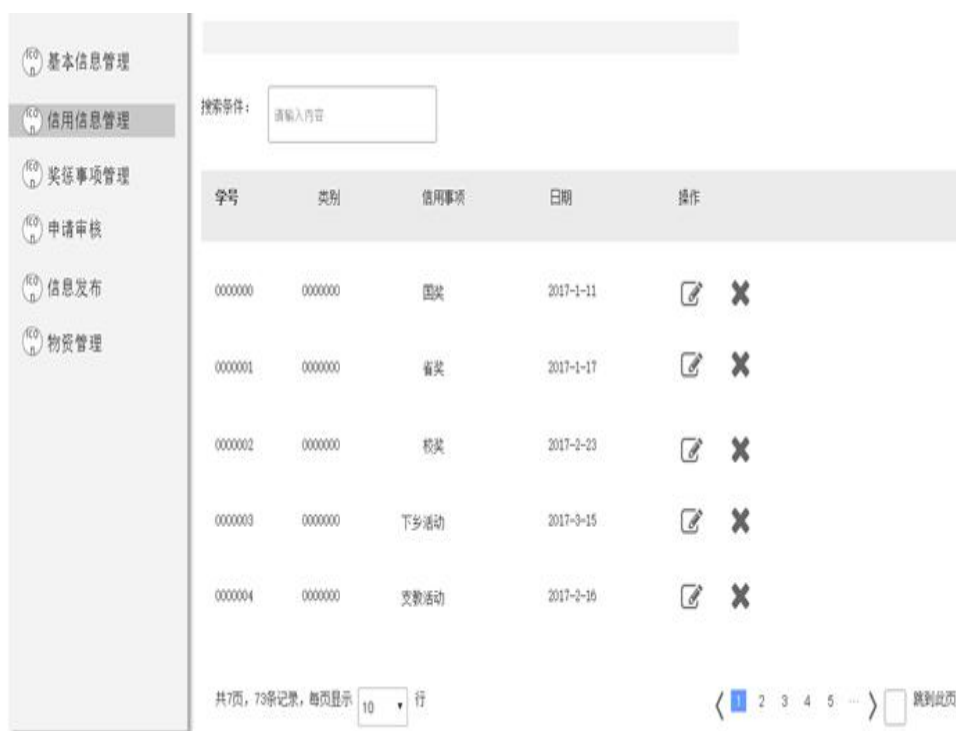 基本信息管理
信用信息管理
奖惩事项管理
申请审核
信息发布
物资管理
搜索条件：
请输入内容
学号 类别 信用事项 日期 操作
0000000 0000000 国奖 2017-1-11
0000001 0000000 省奖 2017-1-17
0000002 0000000 校奖 2017-2-23
0000003 0000000 下乡活动 2017-3-15
0000004 0000000 支教活动 2017-2-16
共7页，73条记录，每页显示 10 行
1 2 3 4 5 ... 跳到此页